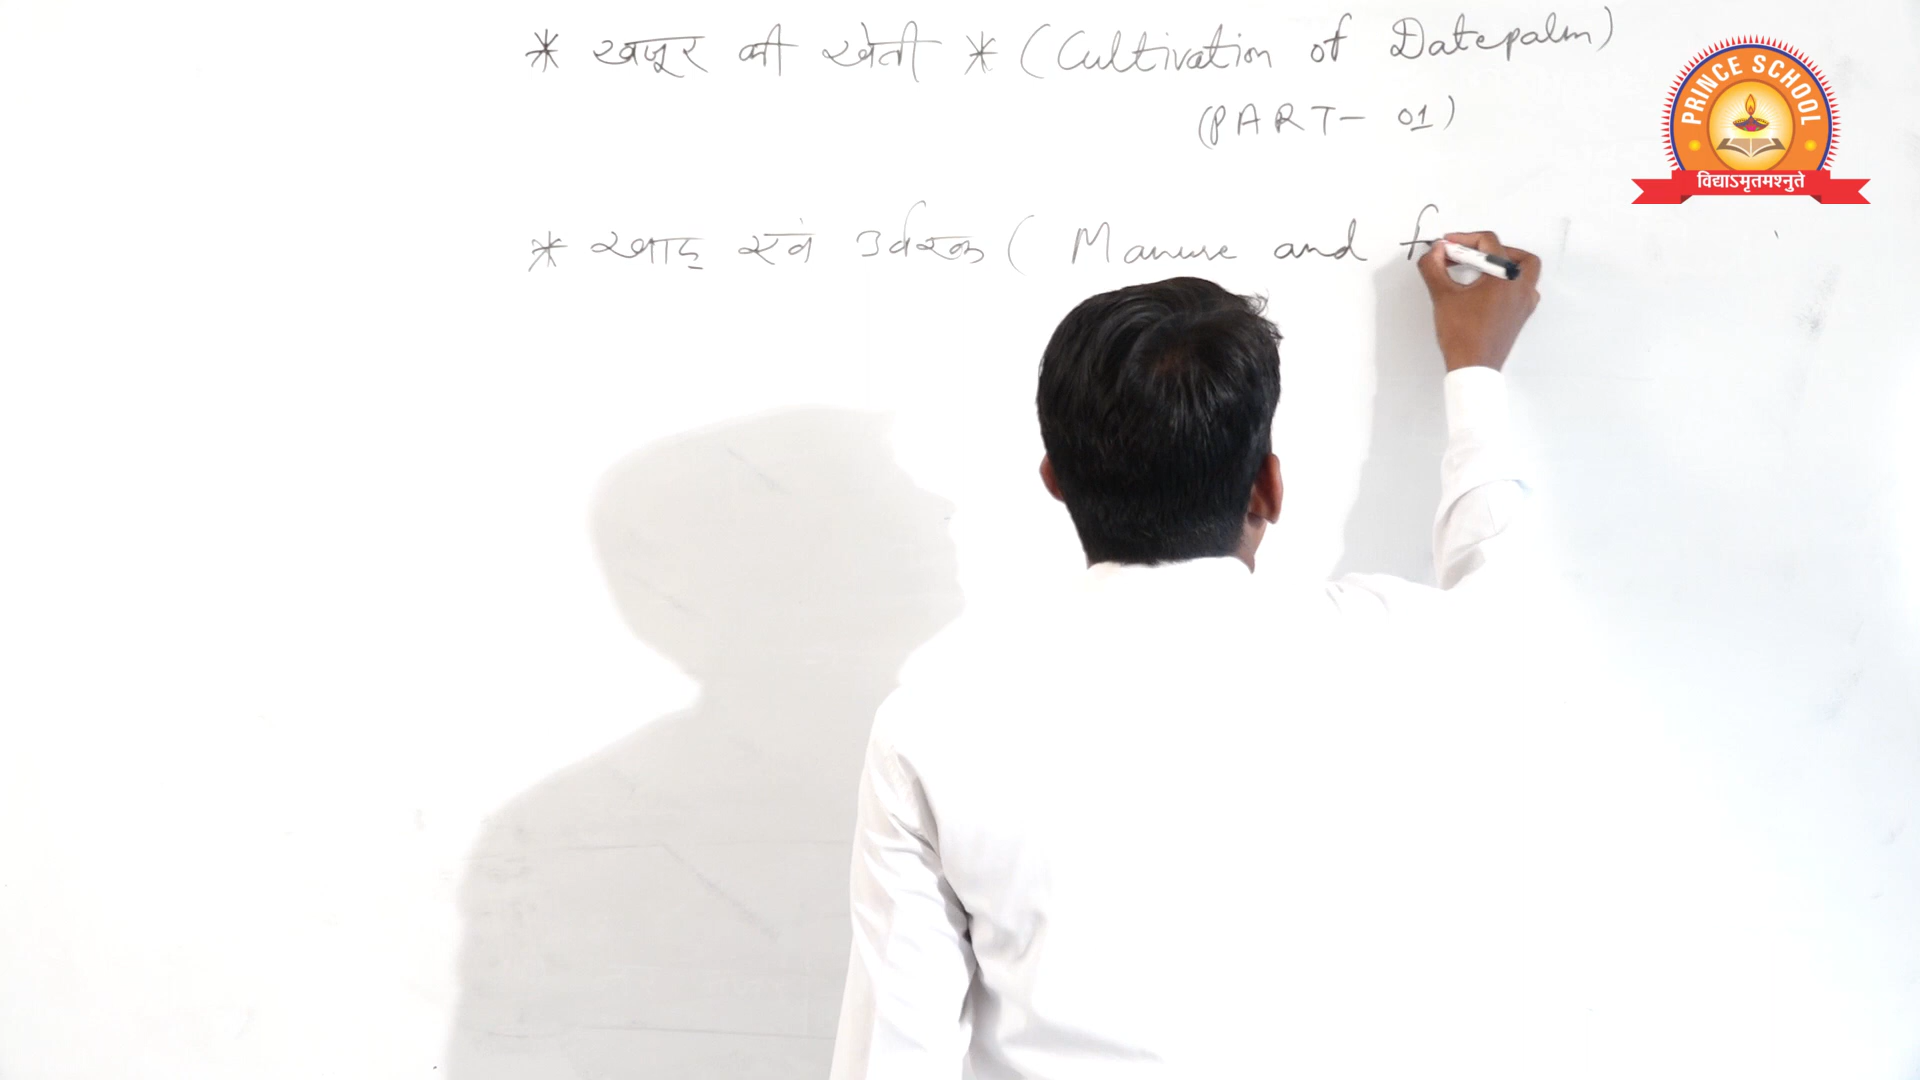 * खजूर की खेती * (Cultivation of Datepalm)
(PART- 01)
* खाद एवं उर्वरक ( Manure and
PRINCE SCHOOL
विद्याऽमृतमश्नुते